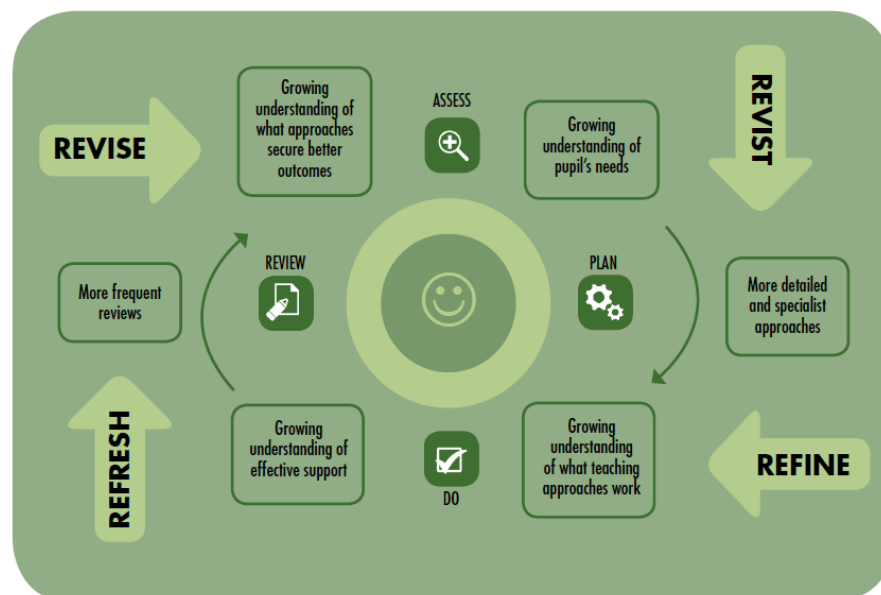 REVISE
Growing
understanding of
what approaches
secure better
outcomes
ASSESS
Growing
understanding of
pupil's needs
REVIST
More frequent
reviews
REVIEW
PLAN
More detailed
and specialist
approaches
REFRESH
Growing
understanding of
effective support
DO
Growing
understanding
of what teaching
approaches work
REFINE